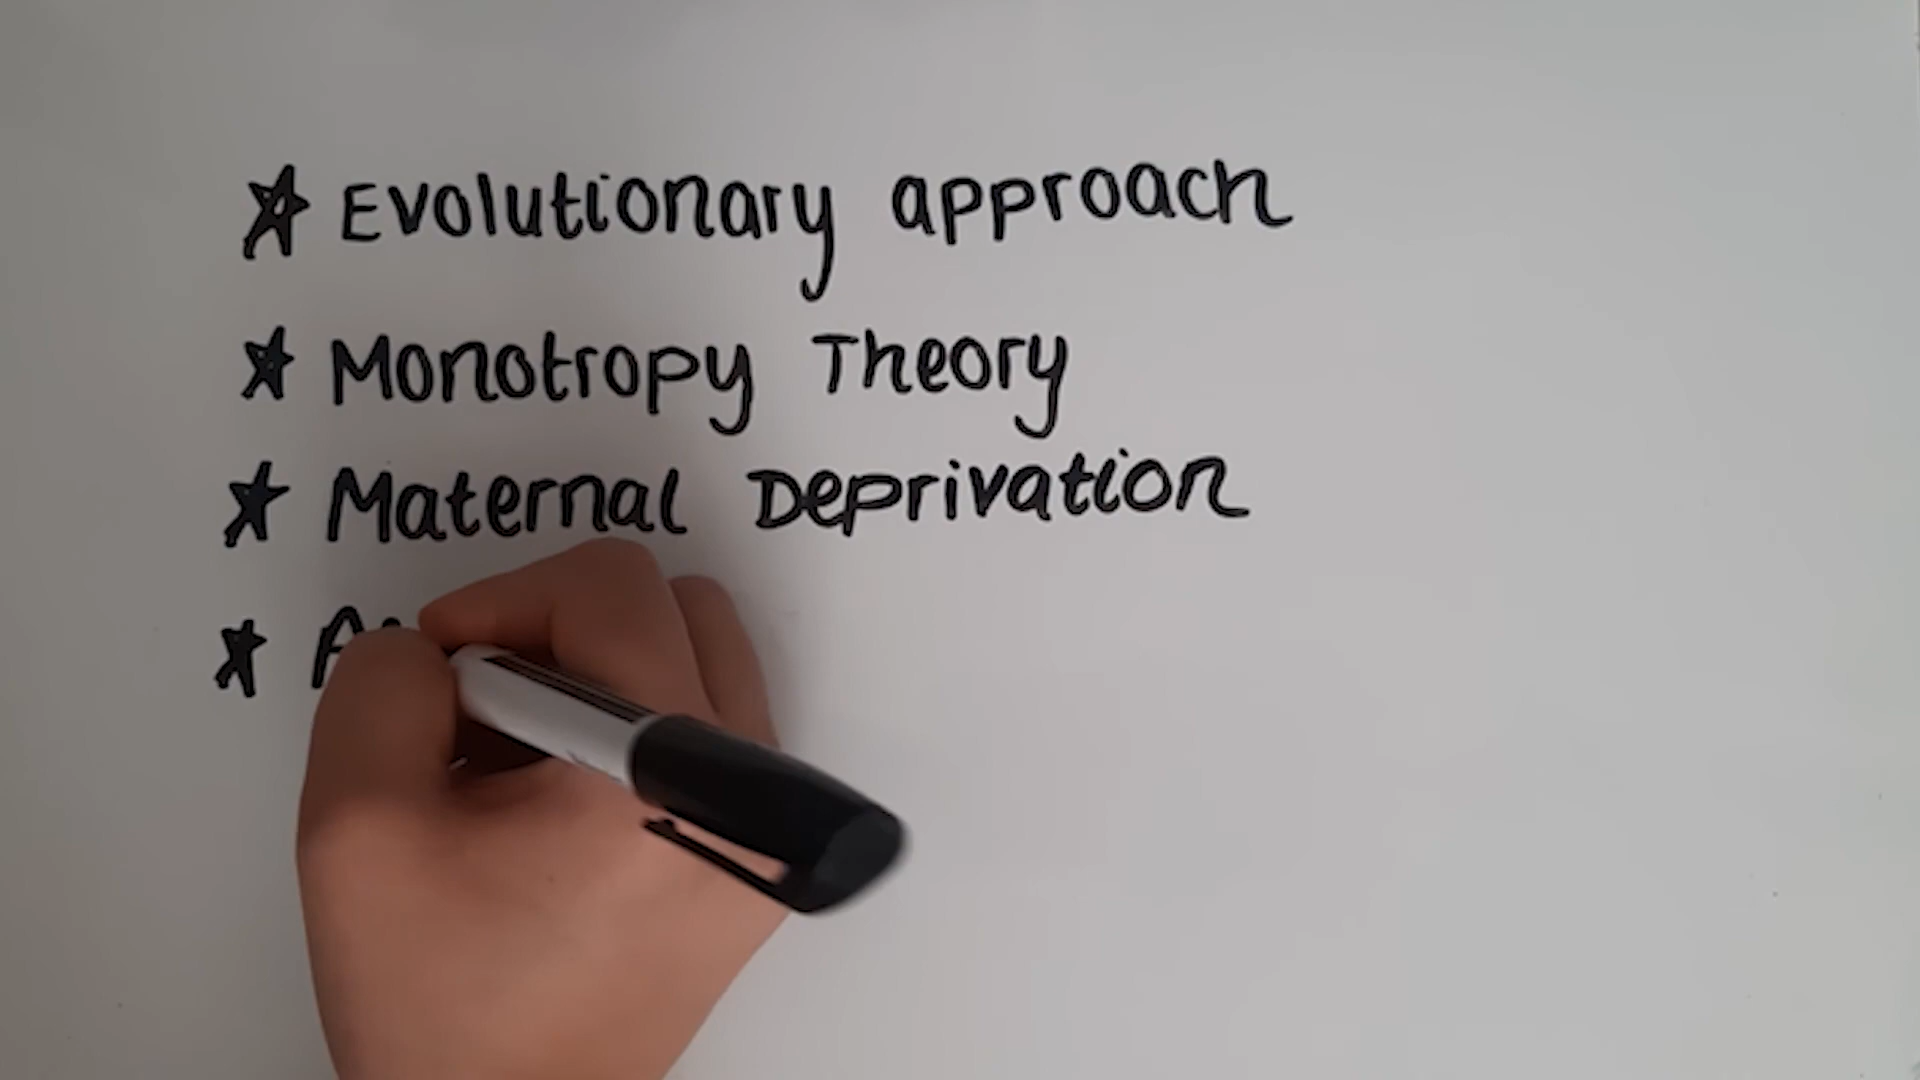 Evolutionary approach
Monotropy Theory
Maternal Deprivation